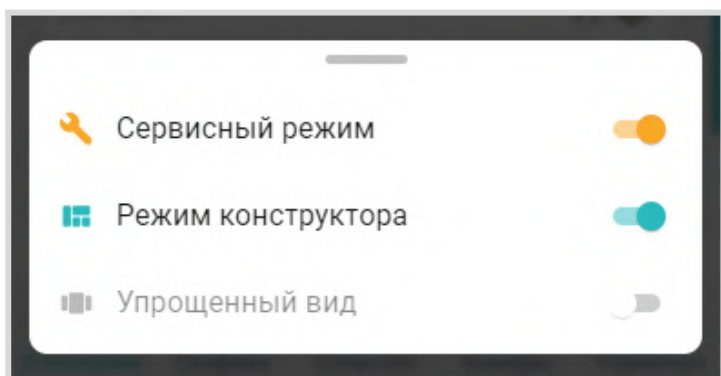 Сервисный режим
Режим конструктора
Упрощенный вид